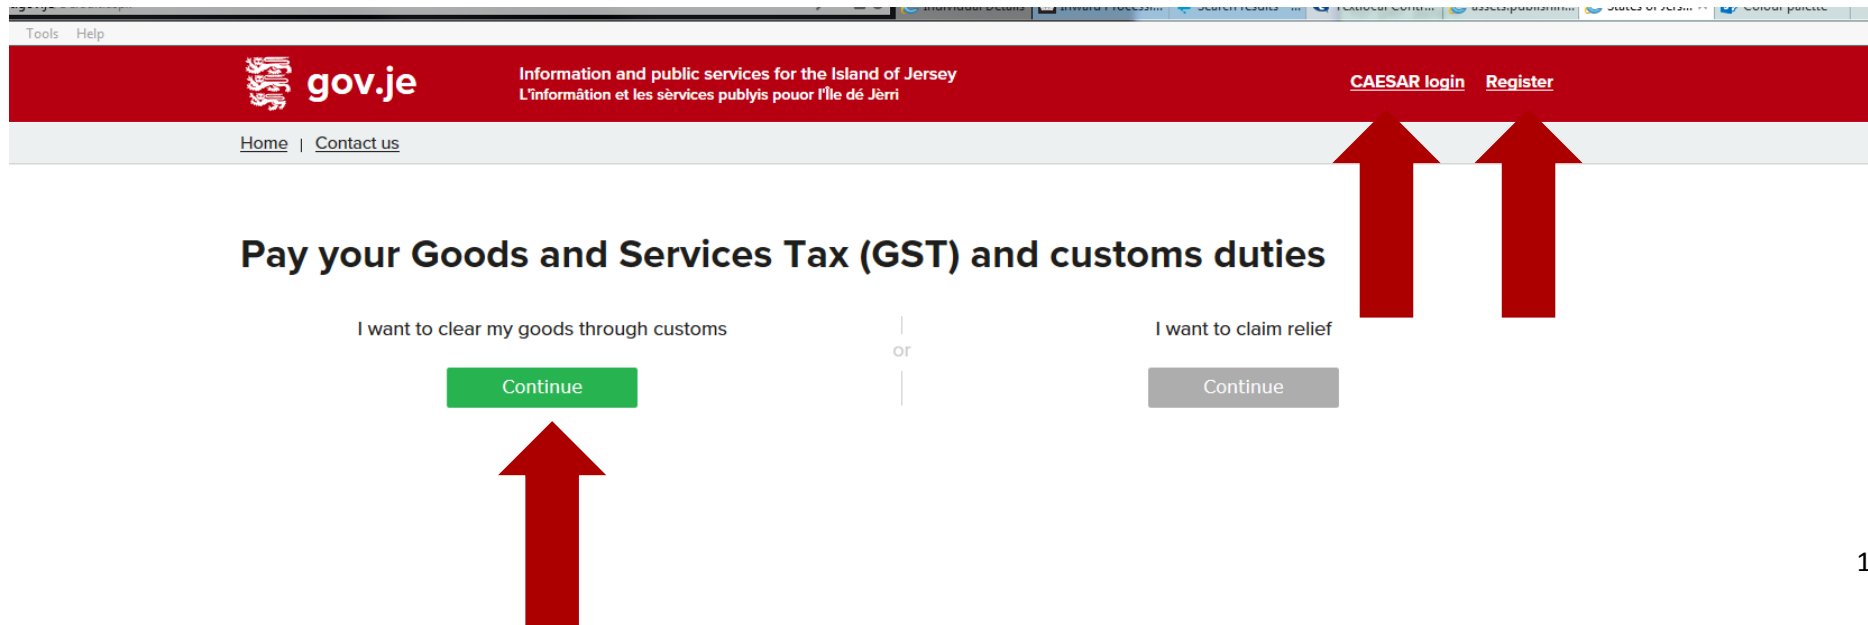 Tools Help
gov.je
Information and public services for the Island of Jersey
L'înformâtion et les sèrvices publyis pouor l'Île dé Jèrri
CAESAR login Register
Home | Contact us
Pay your Goods and Services Tax (GST) and customs duties
I want to clear my goods through customs
or
I want to claim relief
Continue
Continue
1